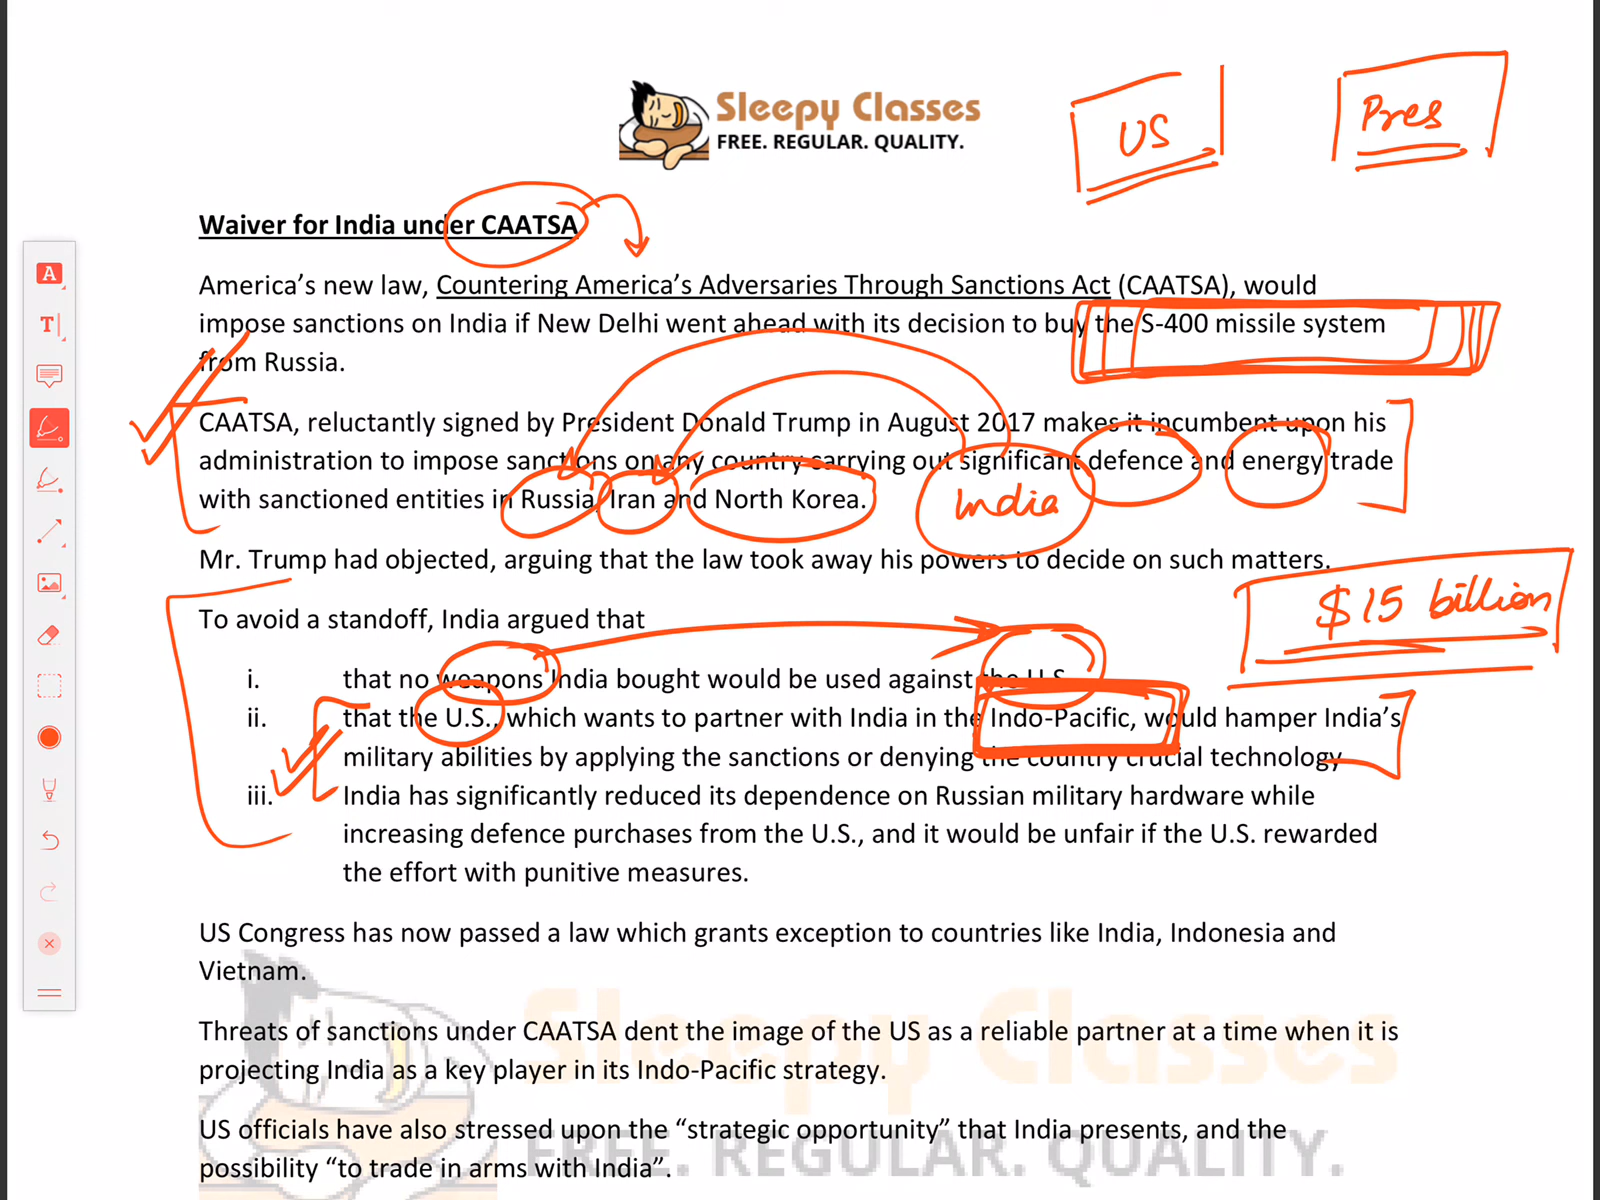 Sleepy Classes
FREE. REGULAR. QUALITY.
US
Pres
Waiver for India under CAATSA
America’s new law, Countering America’s Adversaries Through Sanctions Act (CAATSA), would
impose sanctions on India if New Delhi went ahead with its decision to buy the S-400 missile system
from Russia.
CAATSA, reluctantly signed by President Donald Trump in August 2017 makes it incumbent upon his
administration to impose sanctions on any country carrying out significant defence and energy trade
with sanctioned entities in Russia, Iran and North Korea.
India
Mr. Trump had objected, arguing that the law took away his powers to decide on such matters.
$15 billion
To avoid a standoff, India argued that
i. that no weapons India bought would be used against the U.S.
ii. that the U.S., which wants to partner with India in the Indo-Pacific, would hamper India’s
military abilities by applying the sanctions or denying the country crucial technology
iii. India has significantly reduced its dependence on Russian military hardware while
increasing defence purchases from the U.S., and it would be unfair if the U.S. rewarded
the effort with punitive measures.
US Congress has now passed a law which grants exception to countries like India, Indonesia and
Vietnam.
Threats of sanctions under CAATSA dent the image of the US as a reliable partner at a time when it is
projecting India as a key player in its Indo-Pacific strategy.
US officials have also stressed upon the “strategic opportunity” that India presents, and the
possibility “to trade in arms with India”.
Sleepy Classes
FREE. REGULAR. QUALITY.
A
T